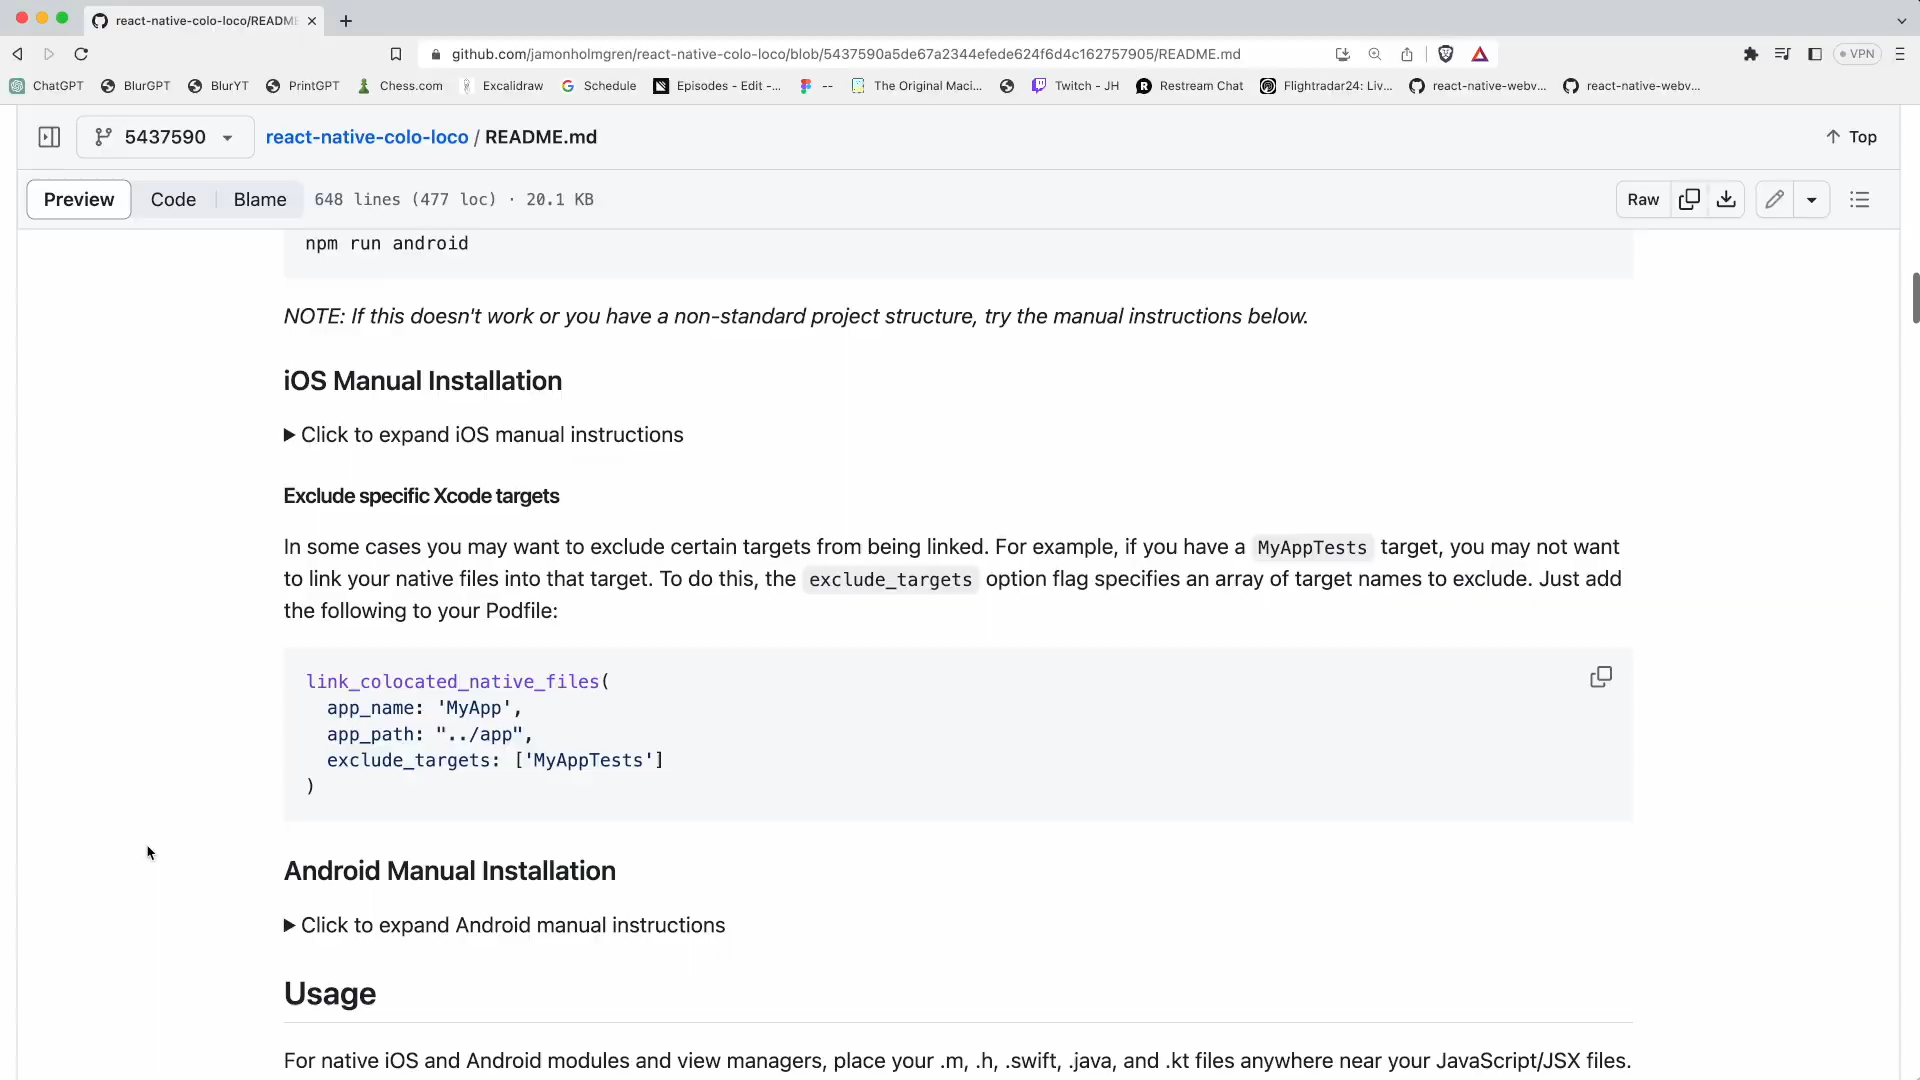 react-native-colo-loco/READM
github.com/jamonholmgren/react-native-colo-loco/blob/5437590a5de67a2344efede624f6d4c162757905/README.md
VPN
ChatGPT BlurGPT BlurYT PrintGPT Chess.com Excalidraw Schedule Episodes - Edit -... -- The Original Maci... Twitch - JH Restream Chat Flightradar24: Liv... react-native-webv... react-native-webv...
5437590 react-native-colo-loco / README.md Top
Preview Code Blame 648 lines (477 loc) · 20.1 KB Raw
npm run android
NOTE: If this doesn't work or you have a non-standard project structure, try the manual instructions below.
iOS Manual Installation
Click to expand iOS manual instructions
Exclude specific Xcode targets
In some cases you may want to exclude certain targets from being linked. For example, if you have a MyAppTests target, you may not want
to link your native files into that target. To do this, the exclude_targets option flag specifies an array of target names to exclude. Just add
the following to your Podfile:
link_colocated_native_files(
app_name: 'MyApp',
app_path: "../app",
exclude_targets: ['MyAppTests']
)
Android Manual Installation
Click to expand Android manual instructions
Usage
For native iOS and Android modules and view managers, place your .m, .h, .swift, .java, and .kt files anywhere near your JavaScript/JSX files.